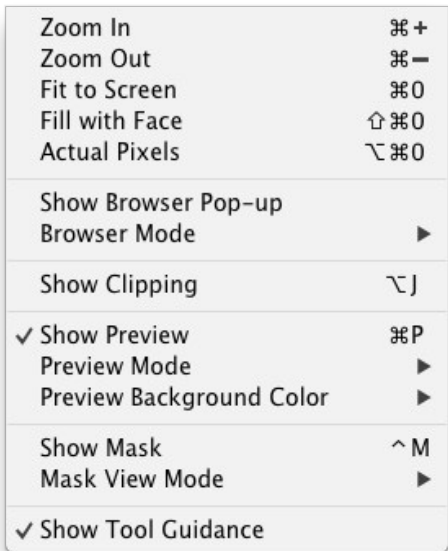 Zoom In ⌘+
Zoom Out ⌘−
Fit to Screen ⌘0
Fill with Face ⇧⌘0
Actual Pixels ⌥⌘0
Show Browser Pop-up
Browser Mode ▶
Show Clipping ⌥J
✓ Show Preview ⌘P
Preview Mode ▶
Preview Background Color ▶
Show Mask ^M
Mask View Mode ▶
✓ Show Tool Guidance